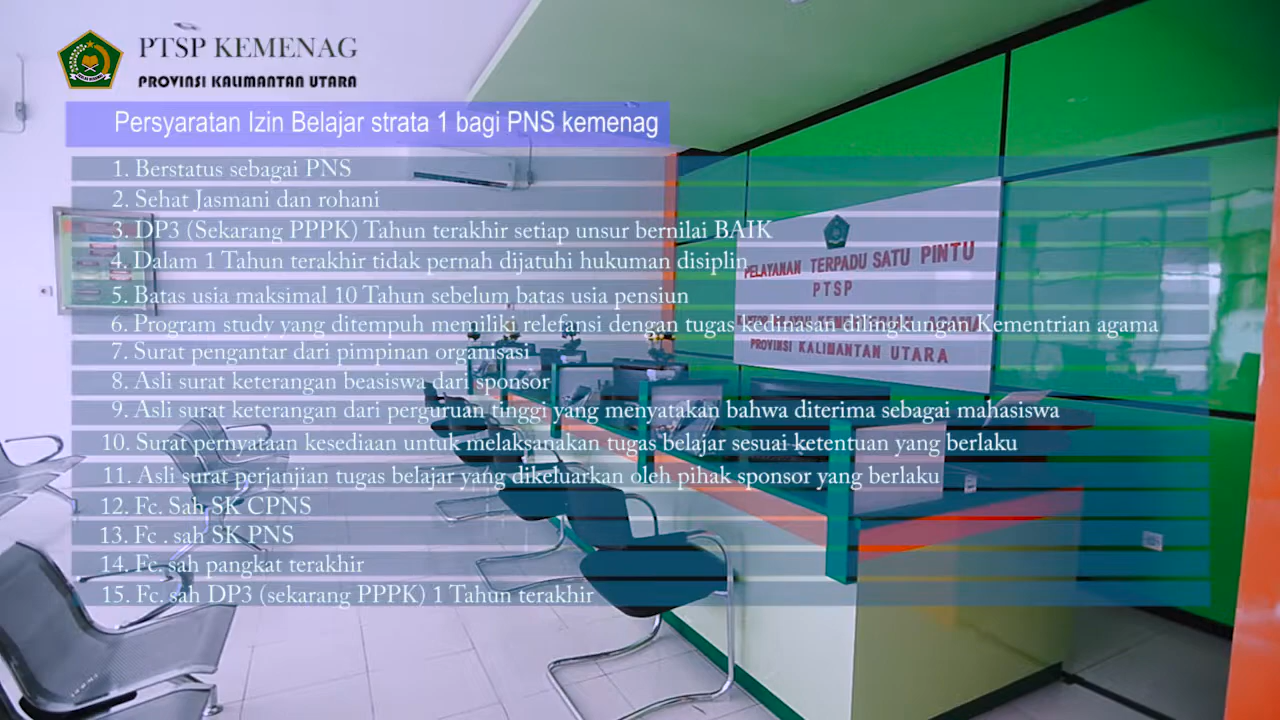 PTSP KEMENAG
PROVINSI KALIMANTAN UTARA
Persyaratan Izin Belajar strata 1 bagi PNS kemenag
1. Berstatus sebagai PNS
2. Sehat Jasmani dan rohani
3. DP3 (Sekarang PPPK) Tahun terakhir setiap unsur bernilai BAIK
4. Dalam 1 Tahun terakhir tidak pernah dijatuhi hukuman disiplin
5. Batas usia maksimal 10 Tahun sebelum batas usia pensiun
6. Program study yang ditempuh memiliki relefansi dengan tugas kedinasan dilingkungan Kementrian agama
7. Surat pengantar dari pimpinan organisasi
8. Asli surat keterangan beasiswa dari sponsor
9. Asli surat keterangan dari perguruan tinggi yang menyatakan bahwa diterima sebagai mahasiswa
10. Surat pernyataan kesediaan untuk melaksanakan tugas belajar sesuai ketentuan yang berlaku
11. Asli surat perjanjian tugas belajar yang dikeluarkan oleh pihak sponsor yang berlaku
12. Fc. Sah SK CPNS
13. Fc . sah SK PNS
14. Fc. sah pangkat terakhir
15. Fc. sah DP3 (sekarang PPPK) 1 Tahun terakhir
PELAYANAN TERPADU SATU PINTU
PTSP
AGAMA
PROVINSI KALIMANTAN UTARA